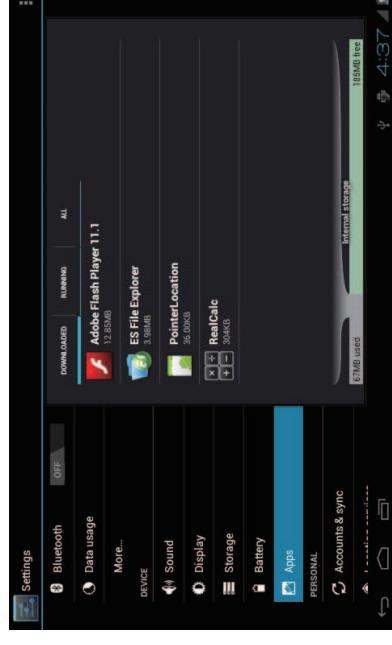 Settings
Bluetooth
OFF
Data usage
More...
DEVICE
Sound
Display
Storage
Battery
Apps
PERSONAL
Accounts & sync
Location services
DOWNLOADED
RUNNING
ALL
Adobe Flash Player 11.1
12.85MB
ES File Explorer
3.98MB
PointerLocation
36.00KB
RealCalc
304KB
Internal storage
67MB used
185MB free
4:37